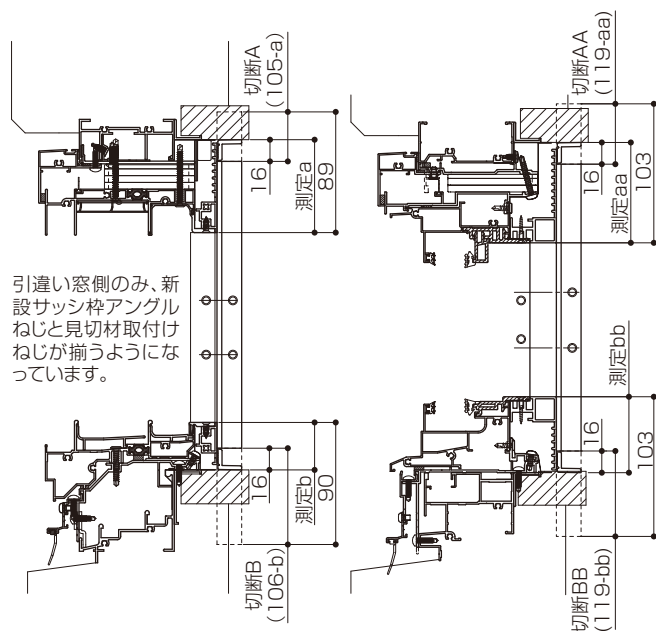 切断A
(105-a)
16
測定a
89
切断AA
(119-aa)
16
測定aa
103
引違い窓側のみ、新
設サッシ枠アングル
ねじと見切材取付け
ねじが揃うようにな
っています。
16
測定b
90
切断B
(106-b)
測定bb
16
103
切断BB
(119-bb)